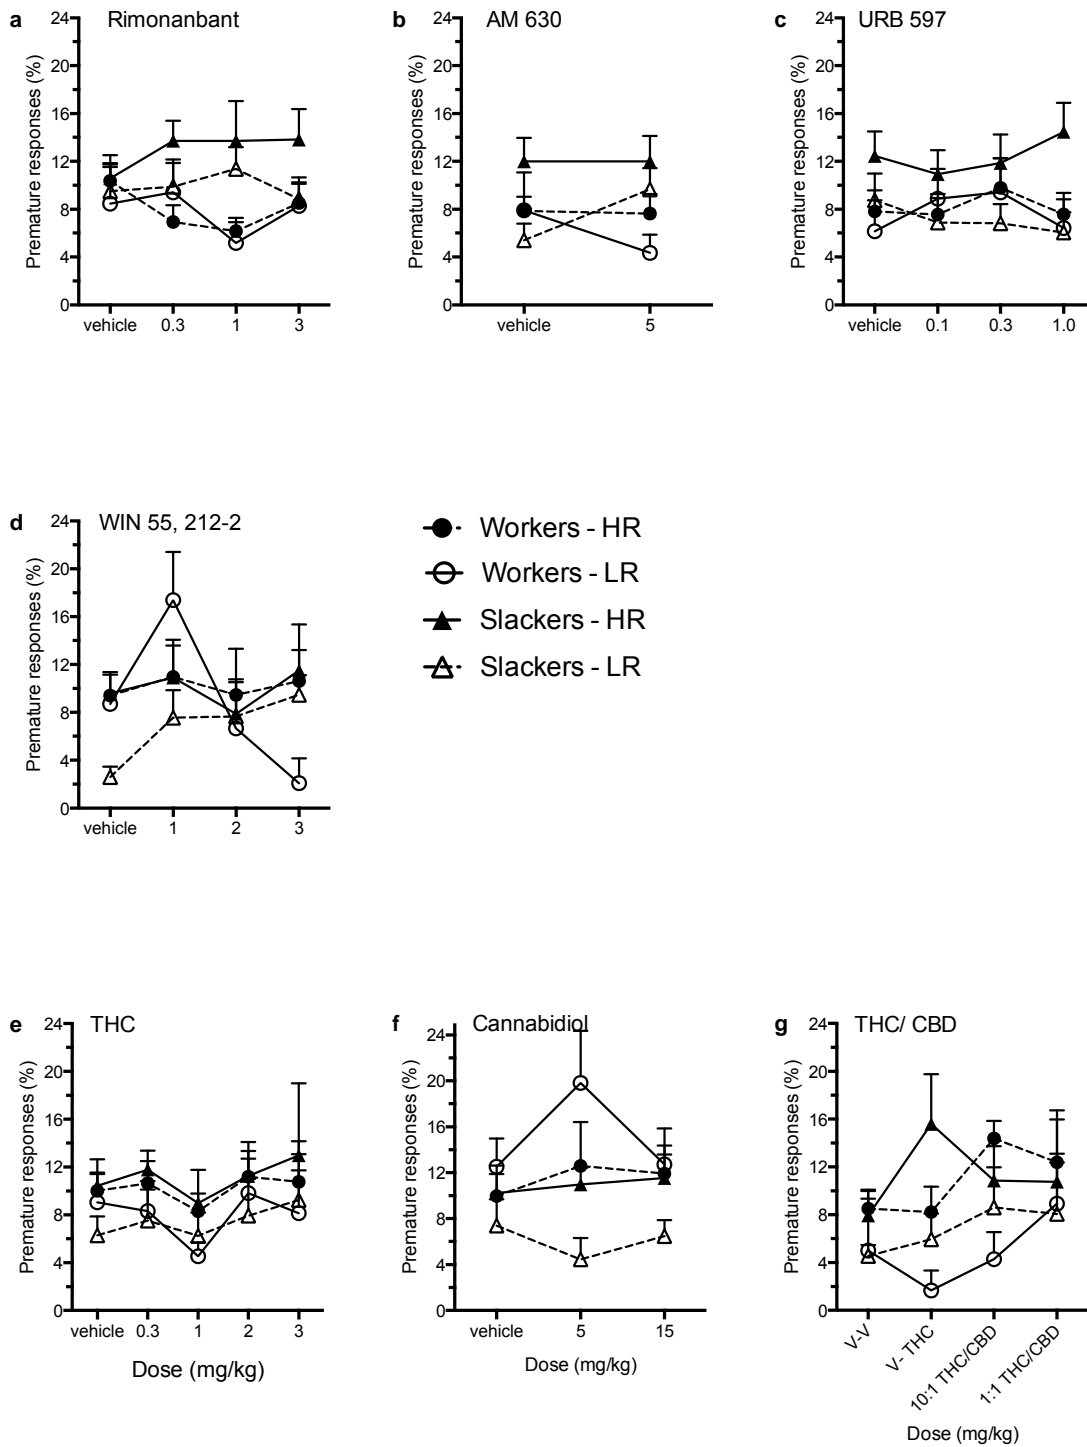 a Rimonanbant
24
20
16
12
8
4
0
Premature responses (%)
vehicle 0.3 1 3
b AM 630
24
20
16
12
8
4
0
Premature responses (%)
vehicle 5
c URB 597
24
20
16
12
8
4
0
Premature responses (%)
vehicle 0.1 0.3 1.0
d WIN 55, 212-2
24
20
16
12
8
4
0
Premature responses (%)
vehicle 1 2 3
Workers - HR
Workers - LR
Slackers - HR
Slackers - LR
e THC
24
20
16
12
8
4
0
Premature responses (%)
vehicle 0.3 1 2 3
Dose (mg/kg)
f Cannabidiol
24
20
16
12
8
4
0
Premature responses (%)
vehicle 5 15
Dose (mg/kg)
g THC/ CBD
24
20
16
12
8
4
0
Premature responses (%)
V-V V- THC 10:1 THC/CBD 1:1 THC/CBD
Dose (mg/kg)